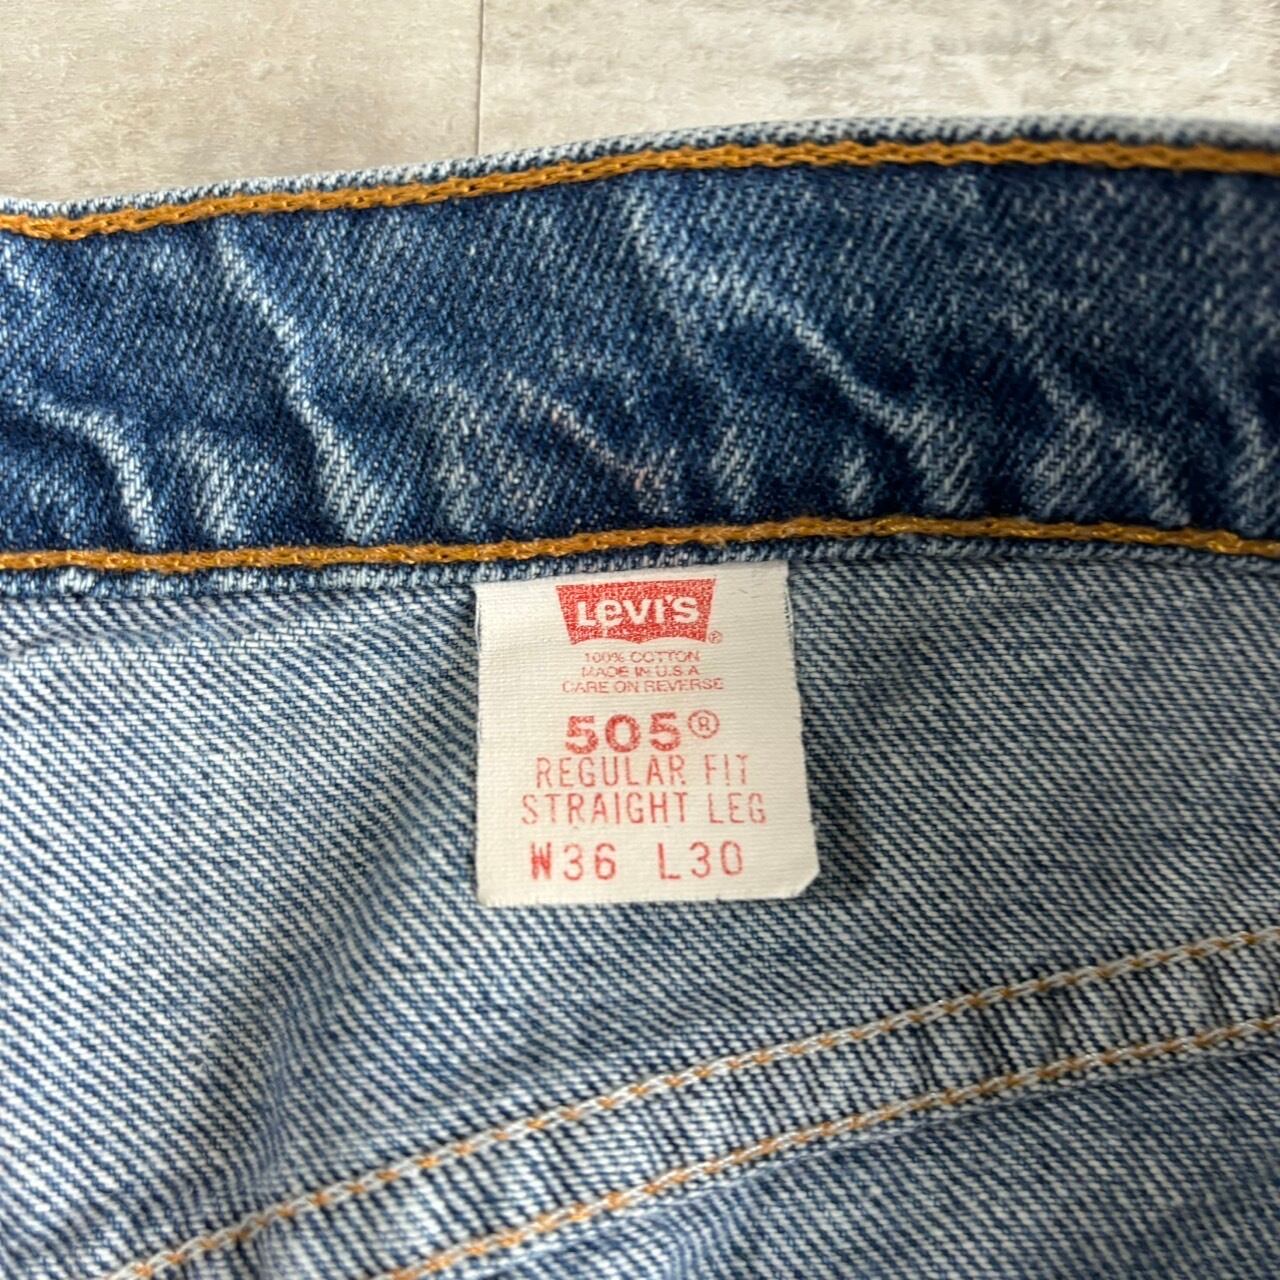 LEVI'S®
100% COTTON
MADE IN U.S.A
CARE ON REVERSE
505®
REGULAR FIT
STRAIGHT LEG
W36 L30